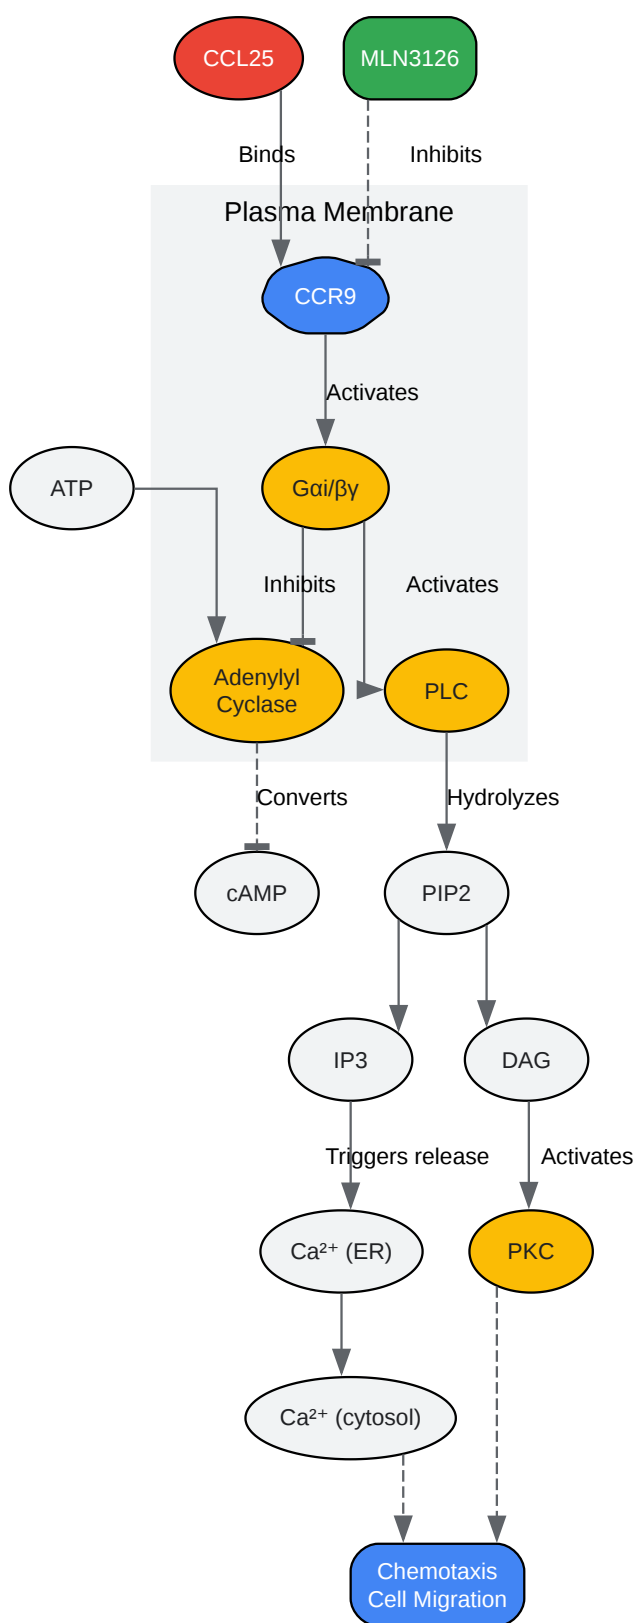 CCL25
MLN3126
Binds
Inhibits
Plasma Membrane
CCR9
Activates
ATP
Gαi/βγ
Inhibits
Activates
Adenylyl
Cyclase
PLC
Converts
Hydrolyzes
cAMP
PIP2
IP3
DAG
Triggers release
Activates
Ca²⁺ (ER)
PKC
Ca²⁺ (cytosol)
Chemotaxis
Cell Migration